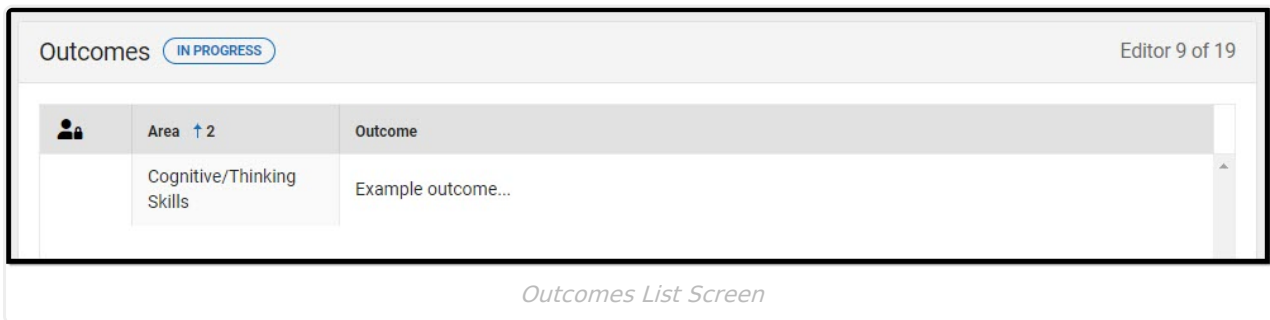 Outcomes IN PROGRESS Editor 9 of 19
Area ↑ 2 Outcome
Cognitive/Thinking
Skills
Example outcome...
Outcomes List Screen